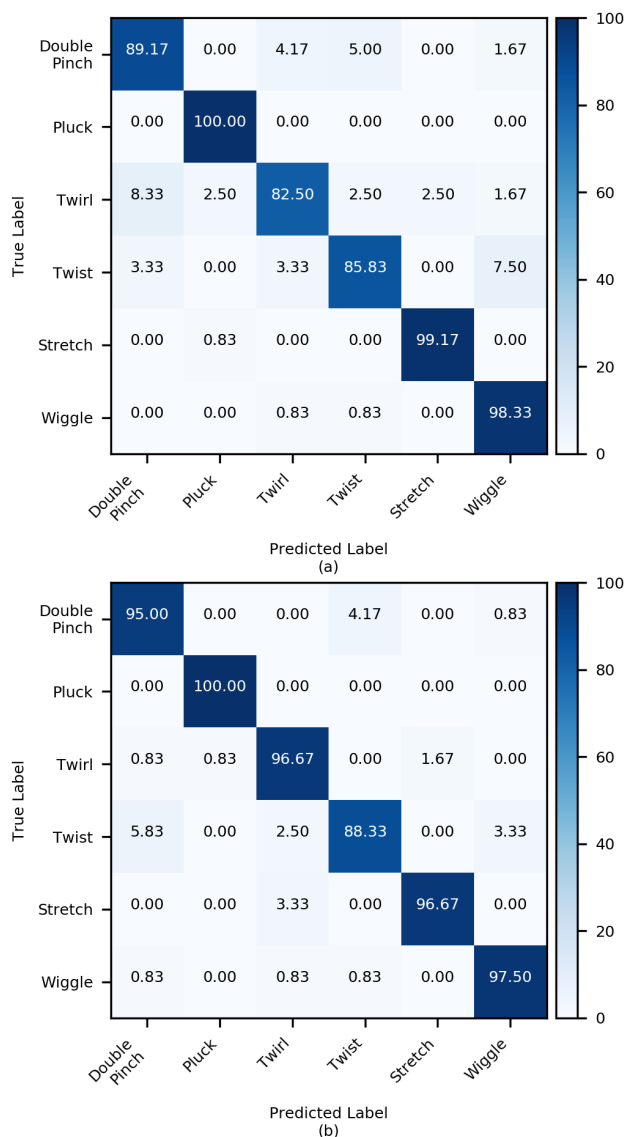 100
Double
Pinch 89.17 0.00 4.17 5.00 0.00 1.67
80
Pluck 0.00 100.00 0.00 0.00 0.00 0.00
60
Twirl 8.33 2.50 82.50 2.50 2.50 1.67
True Label
40
Twist 3.33 0.00 3.33 85.83 0.00 7.50
20
Stretch 0.00 0.83 0.00 0.00 99.17 0.00
Wiggle 0.00 0.00 0.83 0.83 0.00 98.33
0
Double
Pinch
Pluck
Twirl
Twist
Stretch
Wiggle
Predicted Label
(a)
100
Double
Pinch 95.00 0.00 0.00 4.17 0.00 0.83
80
Pluck 0.00 100.00 0.00 0.00 0.00 0.00
60
Twirl 0.83 0.83 96.67 0.00 1.67 0.00
True Label
40
Twist 5.83 0.00 2.50 88.33 0.00 3.33
20
Stretch 0.00 0.00 3.33 0.00 96.67 0.00
Wiggle 0.83 0.00 0.83 0.83 0.00 97.50
0
Double
Pinch
Pluck
Twirl
Twist
Stretch
Wiggle
Predicted Label
(b)